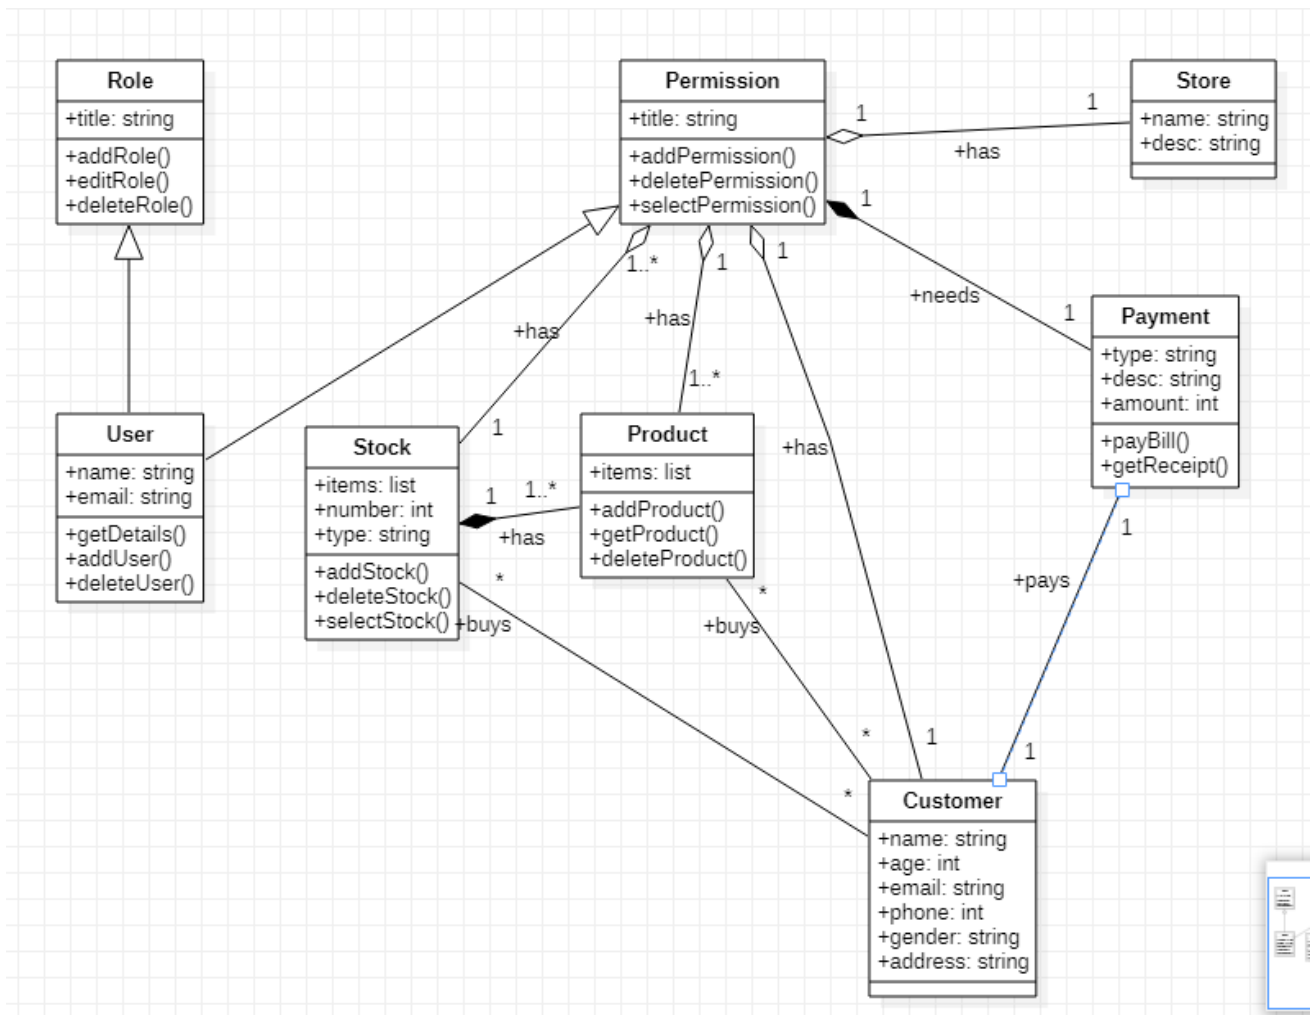 Role
+title: string
+addRole()
+editRole()
+deleteRole()
Permission
+title: string
+addPermission()
+deletePermission()
+selectPermission()
Store
+name: string
+desc: string
1
1
+has
1
+needs
1
1..*
1
1
+has
+has
1..*
1
+has
1
Payment
+type: string
+desc: string
+amount: int
+payBill()
+getReceipt()
User
+name: string
+email: string
+getDetails()
+addUser()
+deleteUser()
Stock
+items: list
+number: int
+type: string
+addStock()
+deleteStock()
+selectStock()
1
1..*
+has
Product
+items: list
+addProduct()
+getProduct()
+deleteProduct()
*
+buys
*
*
+buys
*
1
+pays
1
Customer
+name: string
+age: int
+email: string
+phone: int
+gender: string
+address: string